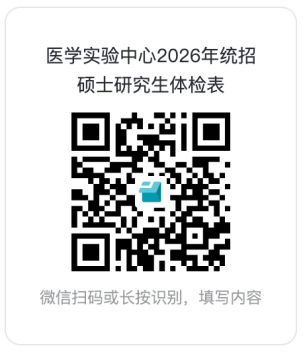 医学实验中心2026年统招
硕士研究生体检表
微信扫码或长按识别，填写内容